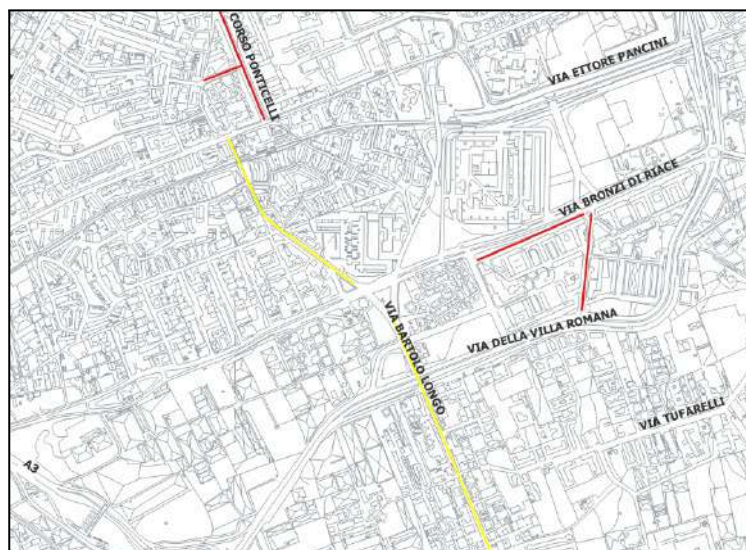 CORSO PONTICELLI
VIA ETTORE PANCINI
VIA BRONZI DI RIACE
VIA BARTOLO LONGO
VIA DELLA VILLA ROMANA
VIA TUFARELLI
A3